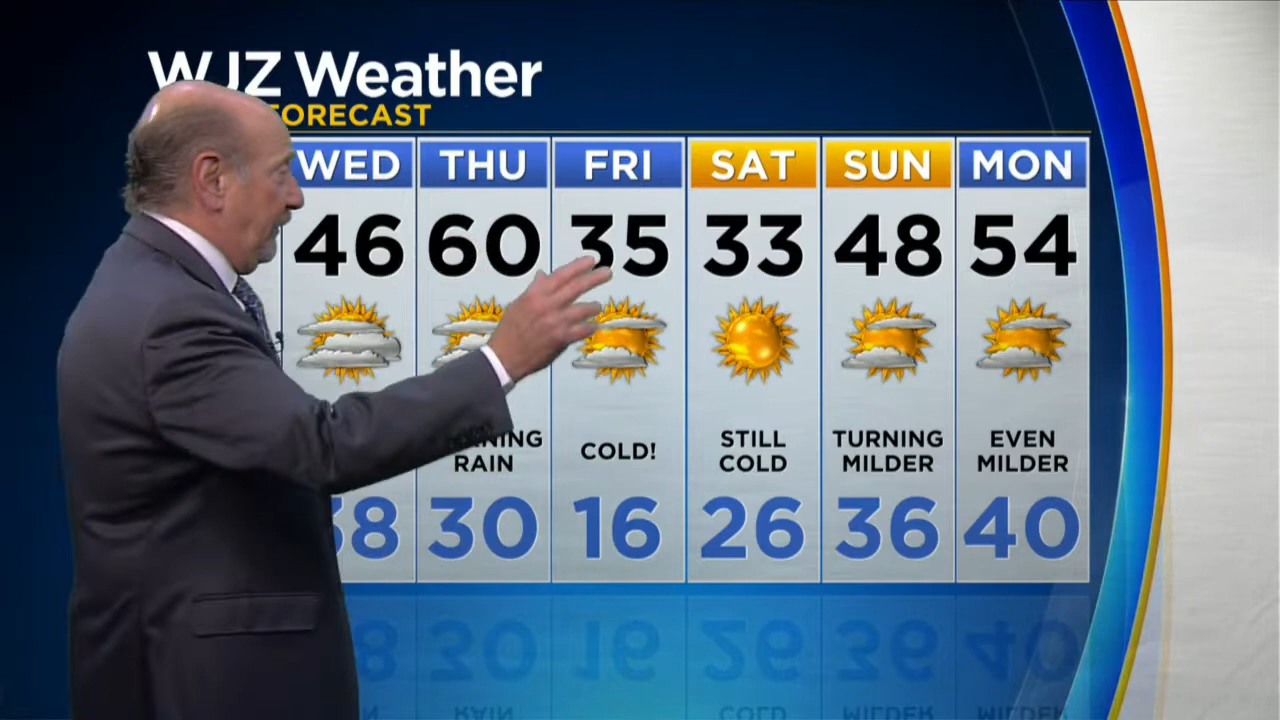 WJZ Weather
FORECAST
WED THU FRI SAT SUN MON
46 60 35 33 48 54
RAIN
COLD!
STILL
COLD
TURNING
MILDER
EVEN
MILDER
38 30 16 26 36 40